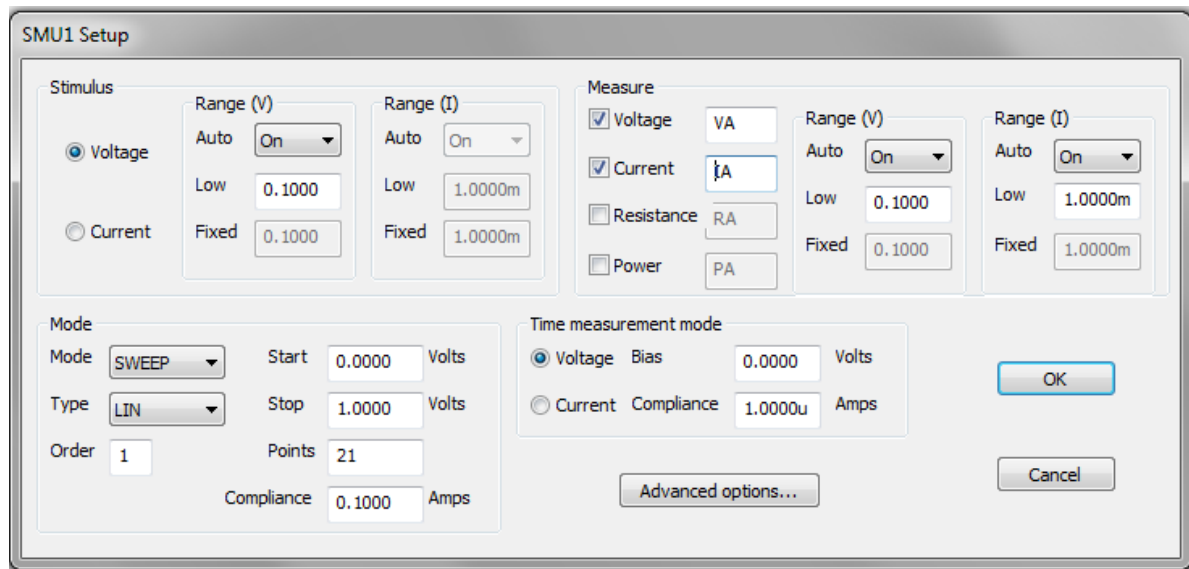 SMU1 Setup
Stimulus
Voltage
Current
Range (V)
Auto On
Low 0.1000
Fixed 0.1000
Range (I)
Auto On
Low 1.0000m
Fixed 1.0000m
Measure
Voltage VA
Current
Resistance RA
Power PA
Range (V)
Auto On
Low 0.1000
Fixed 0.1000
Range (I)
Auto On
Low 1.0000m
Fixed 1.0000m
Mode
Mode SWEEP
Type LIN
Order 1
Start 0.0000 Volts
Stop 1.0000 Volts
Points 21
Compliance 0.1000 Amps
Time measurement mode
Voltage Bias 0.0000 Volts
Current Compliance 1.0000u Amps
Advanced options...
OK
Cancel